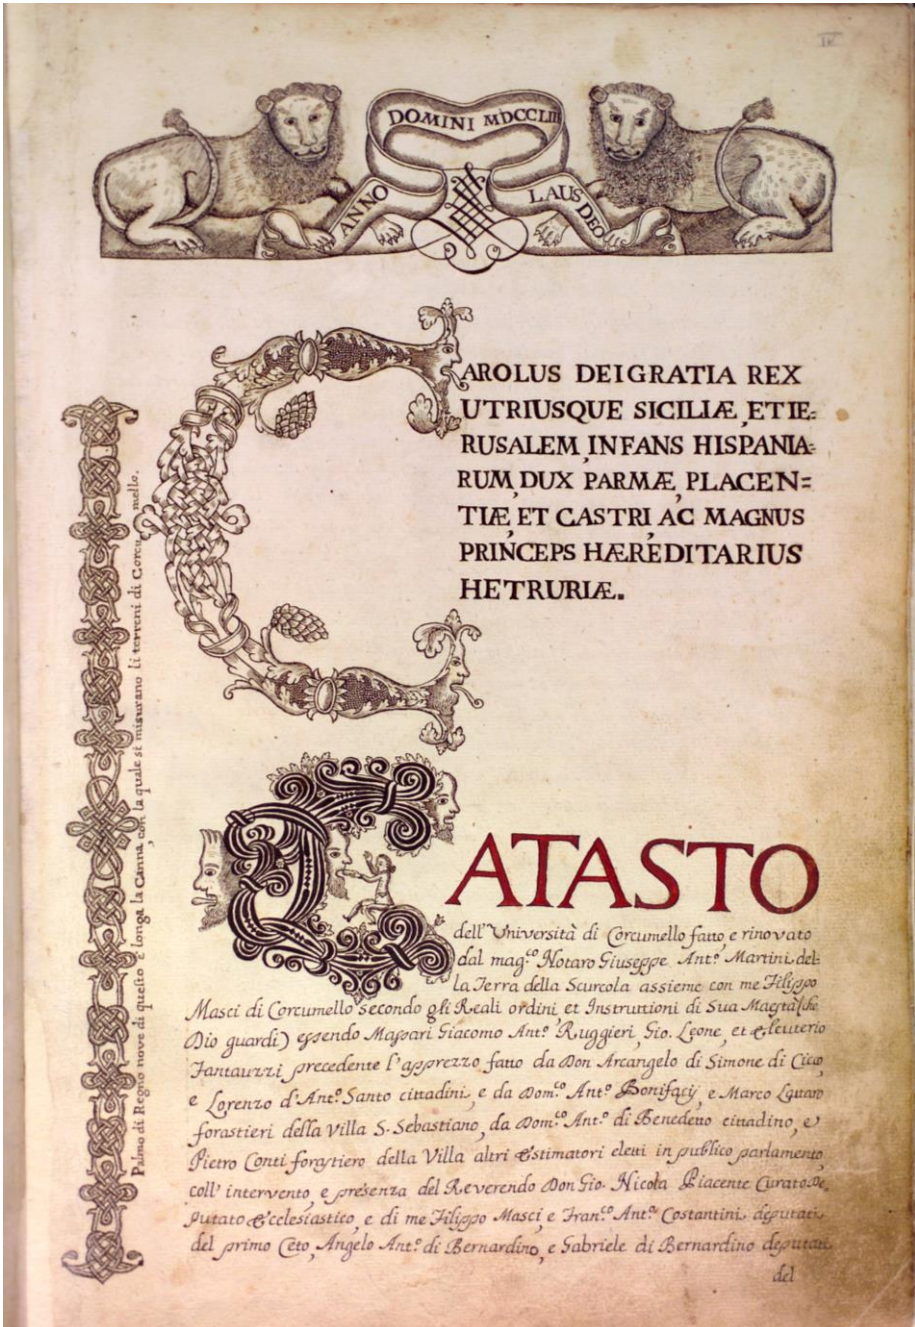 IV
ANNO DOMINI MDCCLII LAUS DEO
CAROLUS DEI GRATIA REX
UTRIUSQUE SICILIÆ, ET IE:
RUSALEM, INFANS HISPANIA:
RUM, DUX PARMÆ, PLACEN=
TIÆ, ET CASTRI AC MAGNUS
PRINCEPS HÆREDITARIUS
HETRURIÆ.
Palmo di Regno nove di questo è longa la Canna con la quale si misurano li terreni di Corcumello.
CATASTO
dell'Università di Corcumello fatto, e rinovato
dal mag.co Notaro Giuseppe Ant.o Martini del-
la Terra della Scurcola assieme con me Filippo
Masci di Corcumello secondo gli Reali ordini, et Instruttioni di Sua Maestà (che
Dio guardi) essendo Massari Giacomo Ant.o Ruggieri, Gio. Leone, et Eleuterio
Fantauzzi precedente l'apprezzo fatto da Don Arcangelo di Simone di Cicco
e Lorenzo d'Ant.o Santo cittadini, e da Dom.co Ant.o Bonifacij, e Marco
forastieri della Villa S. Sebastiano, da Dom.co Ant.o di Benedetto cittadino, e
Pietro Conti forastiero della Villa altri Estimatori eletti in publico parlamento,
coll' intervento, e presenza del Reverendo Don Gio. Nicola Piacente Curato De,
putato Ecclesiastico, e di me Filippo Masci, e Fran.co Ant.o Costantini deputati
del primo Ceto, Angelo Ant.o di Bernardino, e Gabriele di Bernardino deputati
del